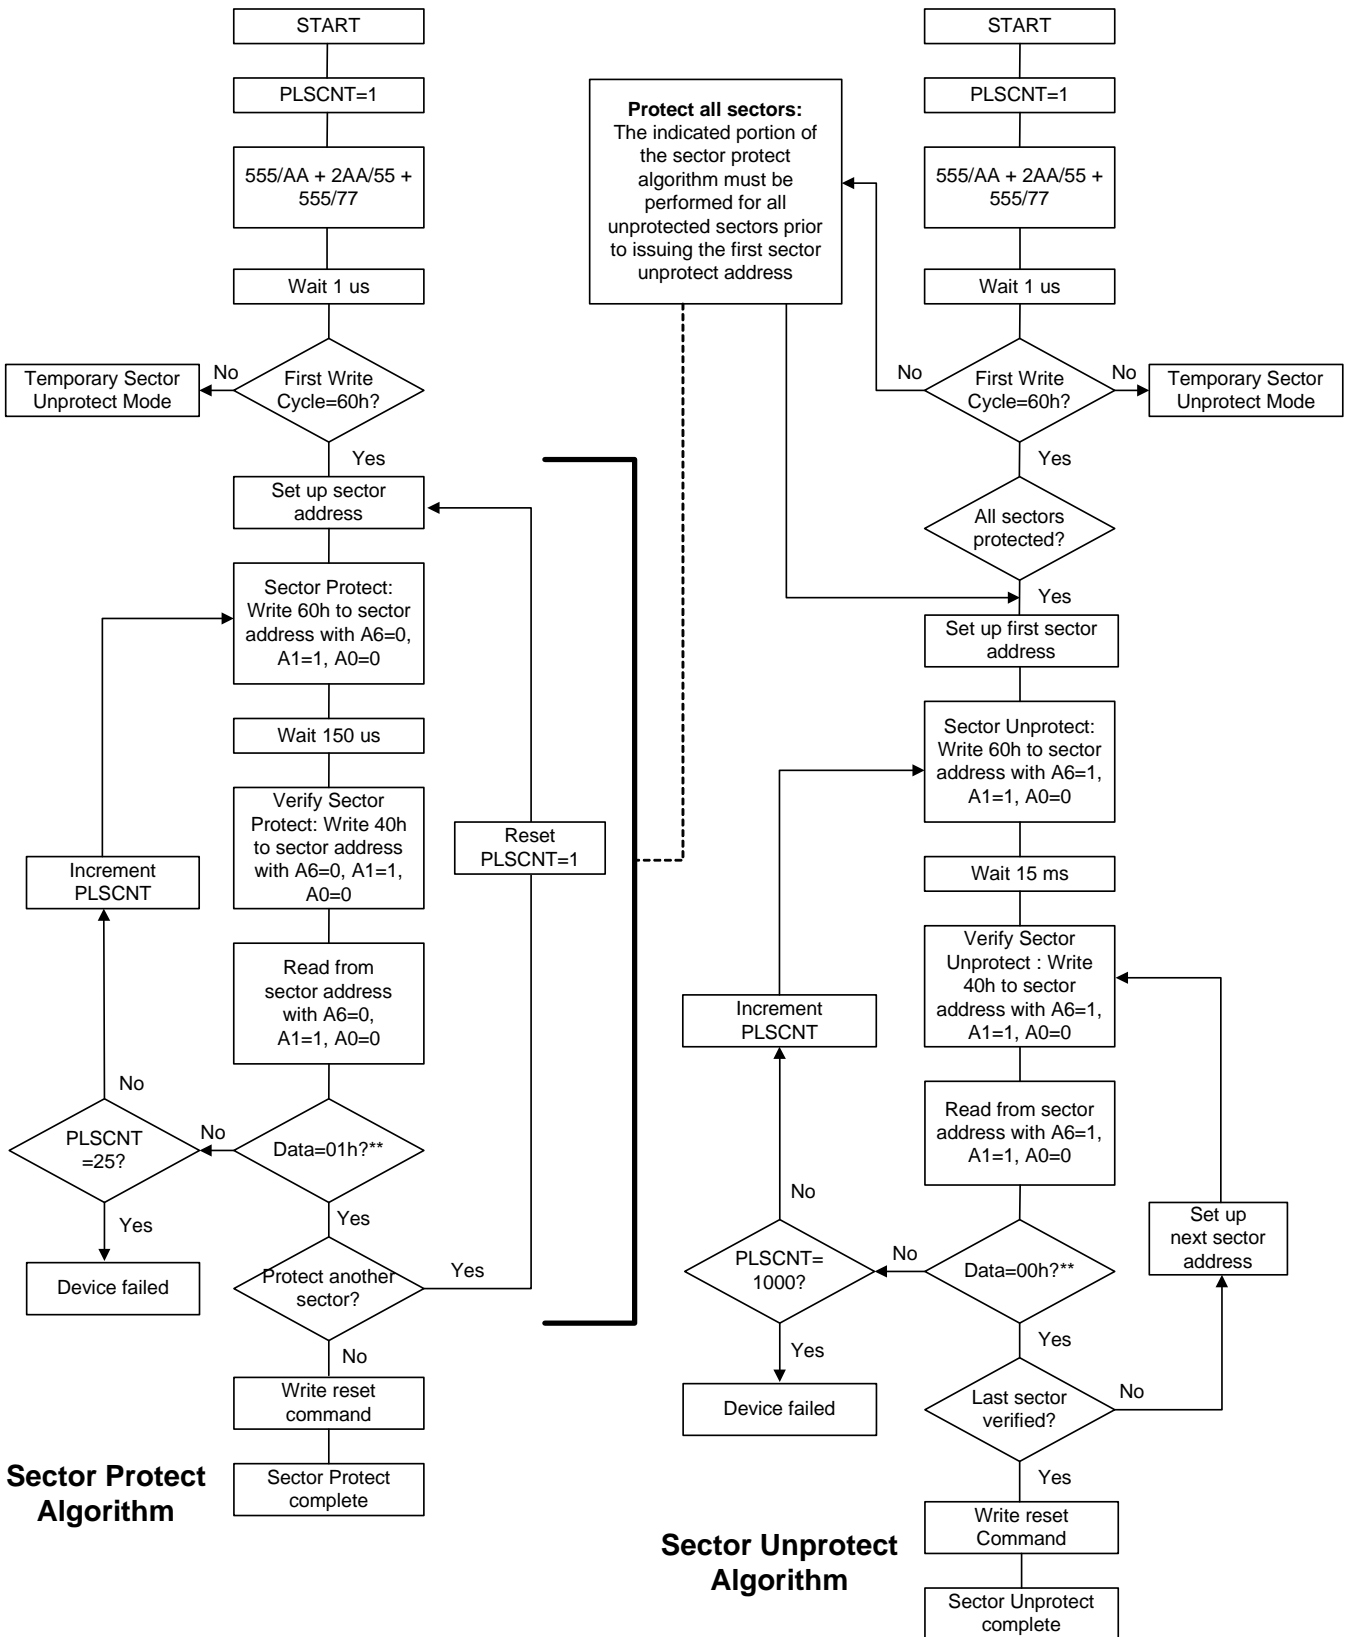 START
PLSCNT=1
555/AA + 2AA/55 +
555/77
Wait 1 us
First Write
Cycle=60h?
No
Temporary Sector
Unprotect Mode
Yes
Set up sector
address
Sector Protect:
Write 60h to sector
address with A6=0,
A1=1, A0=0
Wait 150 us
Verify Sector
Protect: Write 40h
to sector address
with A6=0, A1=1,
A0=0
Reset
PLSCNT=1
Increment
PLSCNT
Read from
sector address
with A6=0,
A1=1, A0=0
No
PLSCNT
=25?
No
Data=01h?**
Yes
Device failed
Yes
Protect another
sector?
Yes
No
Write reset
command
Sector Protect
complete
Sector Protect
Algorithm
Protect all sectors:
The indicated portion of
the sector protect
algorithm must be
performed for all
unprotected sectors prior
to issuing the first sector
unprotect address
START
PLSCNT=1
555/AA + 2AA/55 +
555/77
Wait 1 us
No
First Write
Cycle=60h?
No
Temporary Sector
Unprotect Mode
Yes
All sectors
protected?
Yes
Set up first sector
address
Sector Unprotect:
Write 60h to sector
address with A6=1,
A1=1, A0=0
Wait 15 ms
Verify Sector
Unprotect : Write
40h to sector
address with A6=1,
A1=1, A0=0
Increment
PLSCNT
Read from sector
address with A6=1,
A1=1, A0=0
No
PLSCNT=
1000?
No
Data=00h?**
Set up
next sector
address
Yes
Device failed
Yes
Last sector
verified?
No
Yes
Write reset
Command
Sector Unprotect
complete
Sector Unprotect
Algorithm